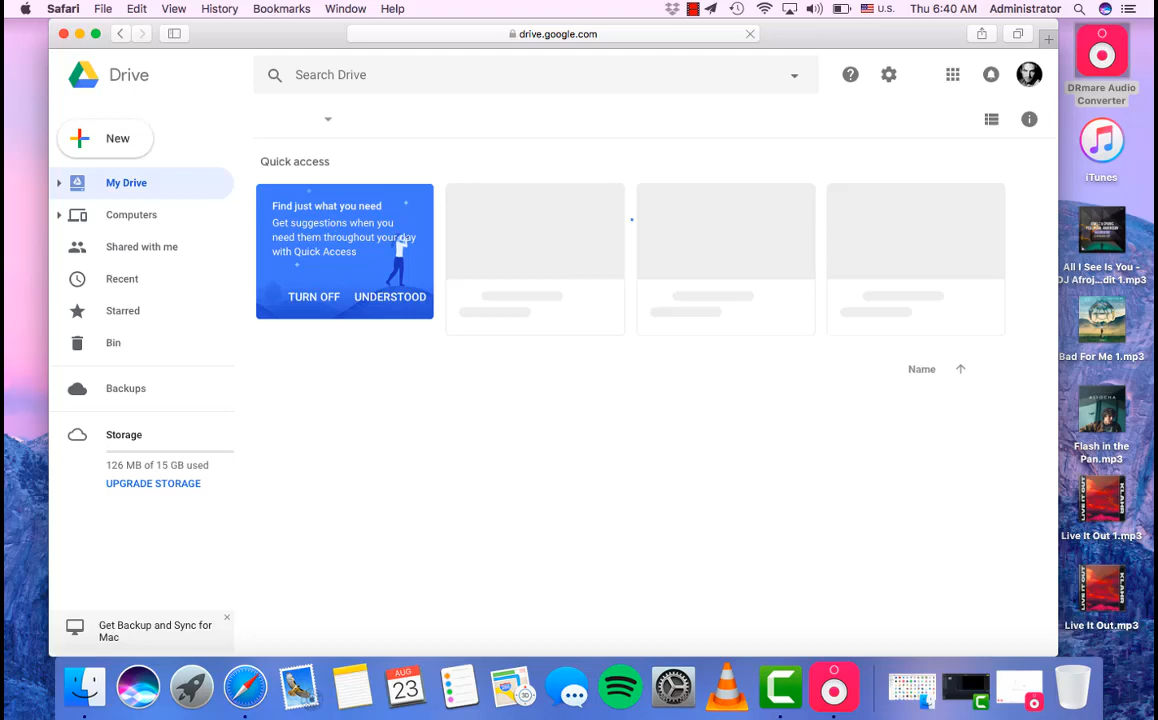 Safari File Edit View History Bookmarks Window Help U.S. Thu 6:40 AM Administrator
drive.google.com
Drive
Search Drive
New
My Drive
Computers
Shared with me
Recent
Starred
Bin
Backups
Storage
126 MB of 15 GB used
UPGRADE STORAGE
Get Backup and Sync for
Mac
Quick access
Find just what you need
Get suggestions when you
need them throughout your day
with Quick Access
TURN OFF UNDERSTOOD
Name
DRmare Audio
Converter
iTunes
All I See Is You -
DJ Afroj...dit 1.mp3
Bad For Me 1.mp3
Flash in the
Pan.mp3
KLAHR
Live It Out 1.mp3
KLAHR
Live It Out.mp3
AUG
23
3D